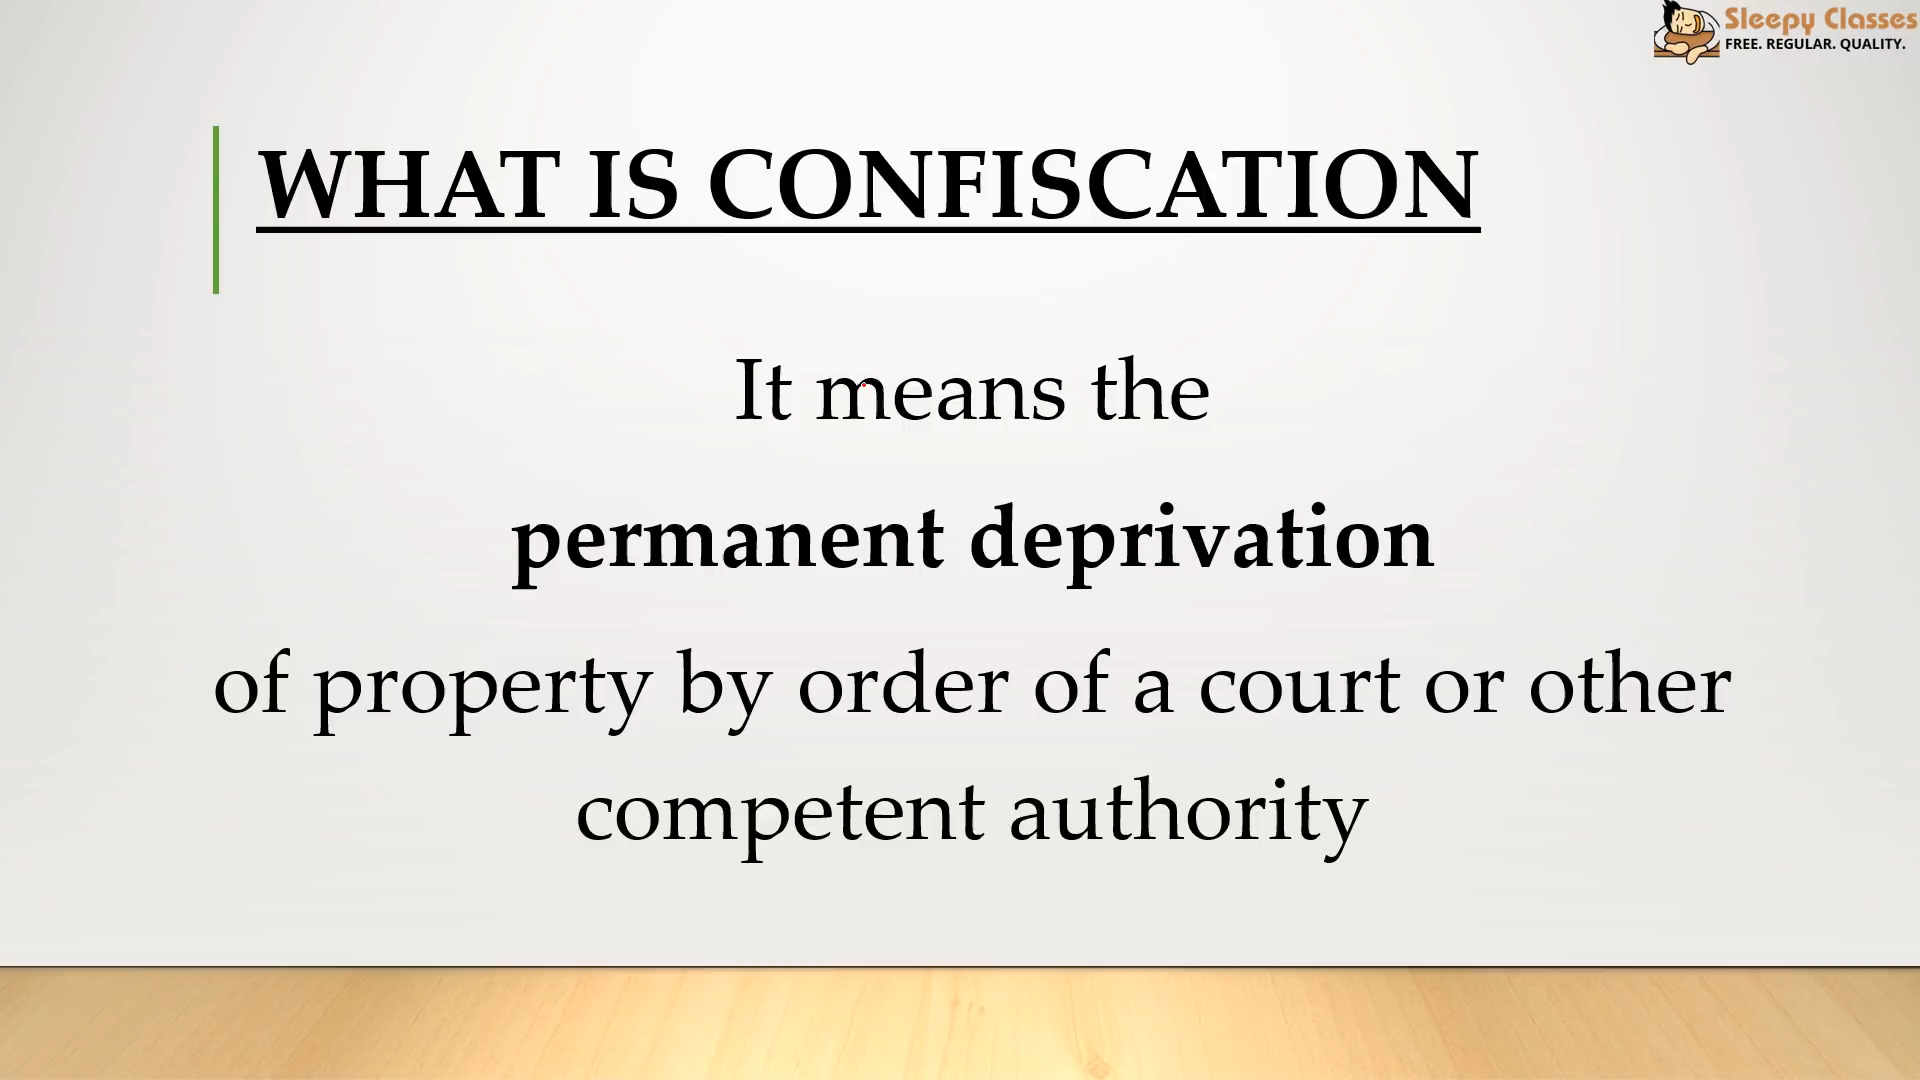 Sleepy Classes
FREE. REGULAR. QUALITY.
WHAT IS CONFISCATION
It means the
permanent deprivation
of property by order of a court or other
competent authority